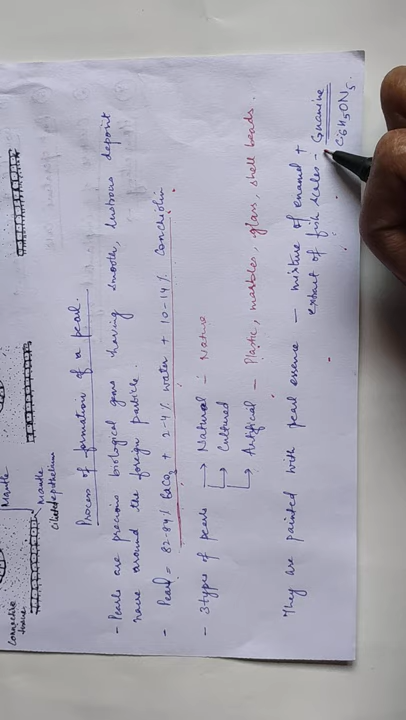 Connective
tissue
Mantle
Mantle
Ciliated epithelium
Process of formation of a pearl.
- Pearls are precious biological gems having smooth, lustrous deposit
nacre around the foreign particle.
- Pearl = 82-84% CaCO3 + 2-4% water + 10-14% Conchiolin
- 3 types of pearls → Natural - Nature
→ Cultured
→ Artificial - Plastic, marbles, glass, shell beads.
They are painted with pearl essence - mixture of enamel +
extract of fish scales - Guanine
C5H5ON5.